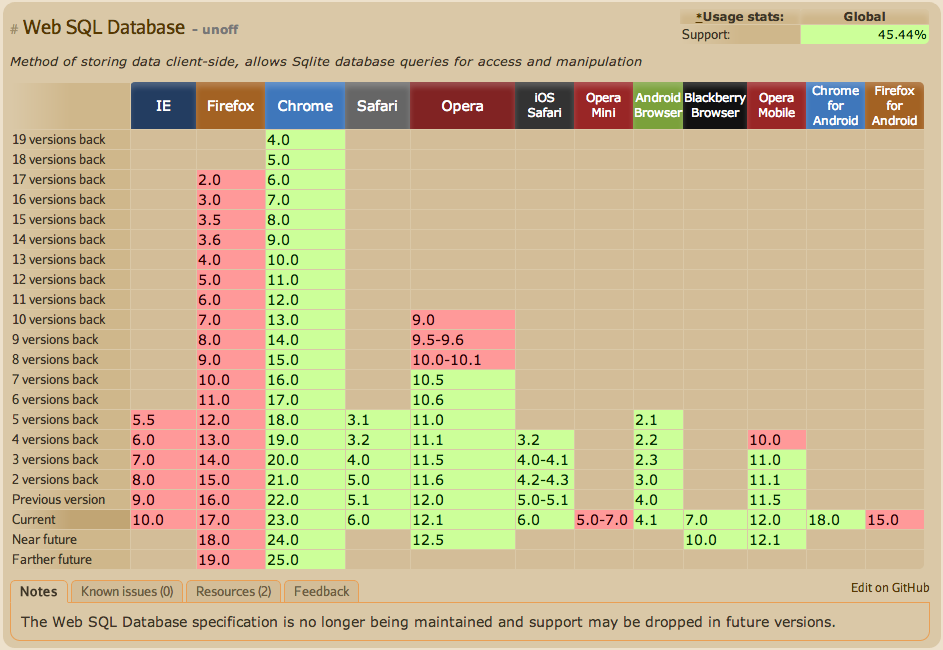 # Web SQL Database - unoff
*Usage stats: Global
Support: 45.44%
Method of storing data client-side, allows Sqlite database queries for access and manipulation
IE Firefox Chrome Safari Opera iOS Safari Opera Mini Android Browser Blackberry Browser Opera Mobile Chrome for Android Firefox for Android
19 versions back 4.0
18 versions back 5.0
17 versions back 2.0 6.0
16 versions back 3.0 7.0
15 versions back 3.5 8.0
14 versions back 3.6 9.0
13 versions back 4.0 10.0
12 versions back 5.0 11.0
11 versions back 6.0 12.0
10 versions back 7.0 13.0 9.0
9 versions back 8.0 14.0 9.5-9.6
8 versions back 9.0 15.0 10.0-10.1
7 versions back 10.0 16.0 10.5
6 versions back 11.0 17.0 10.6
5 versions back 5.5 12.0 18.0 3.1 11.0 2.1
4 versions back 6.0 13.0 19.0 3.2 11.1 3.2 2.2 10.0
3 versions back 7.0 14.0 20.0 4.0 11.5 4.0-4.1 2.3 11.0
2 versions back 8.0 15.0 21.0 5.0 11.6 4.2-4.3 3.0 11.1
Previous version 9.0 16.0 22.0 5.1 12.0 5.0-5.1 4.0 11.5
Current 10.0 17.0 23.0 6.0 12.1 6.0 5.0-7.0 4.1 7.0 12.0 18.0 15.0
Near future 18.0 24.0 12.5 10.0 12.1
Farther future 19.0 25.0
Notes Known issues (0) Resources (2) Feedback Edit on GitHub
The Web SQL Database specification is no longer being maintained and support may be dropped in future versions.